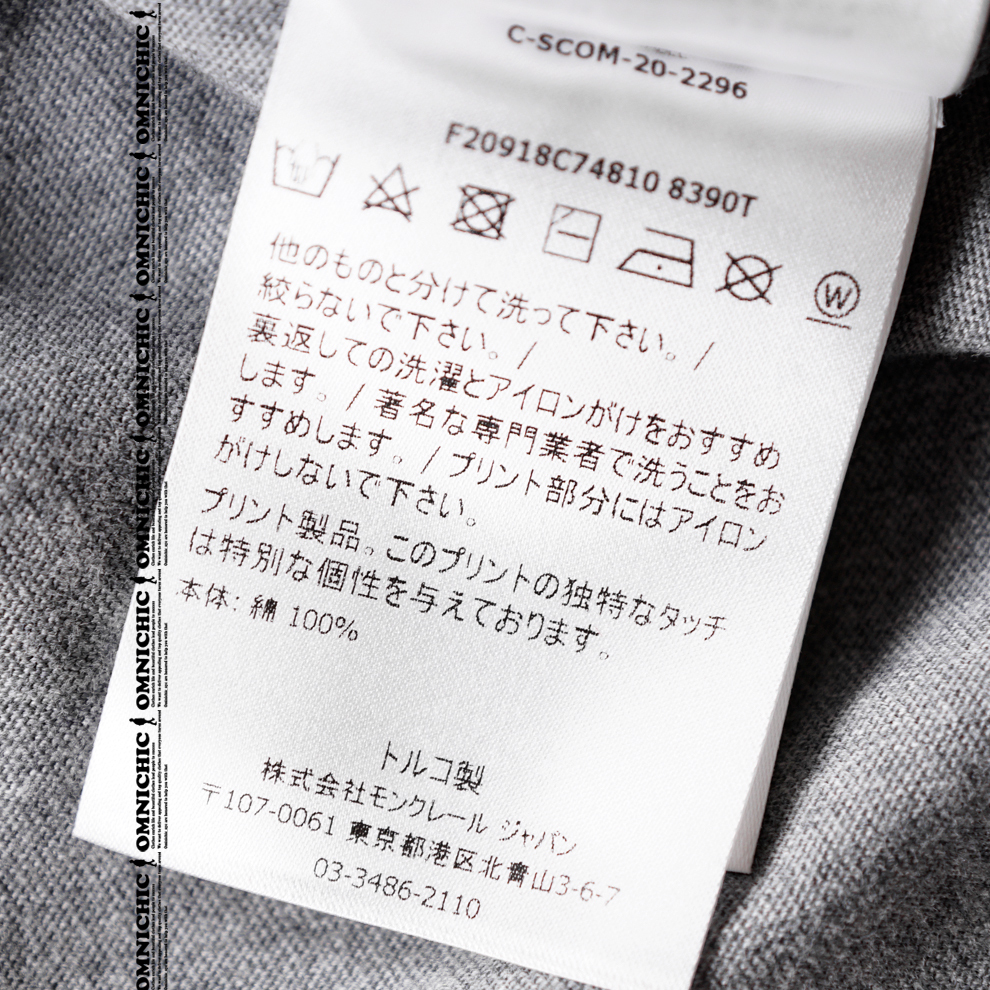 C-SCOM-20-2296
F20918C74810 8390T
W
他のものと分けて洗って下さい。/
絞らないで下さい。/
裏返しての洗濯とアイロンがけをおすすめ
します。/ 著名な専門業者で洗うことをお
すすめします。/ プリント部分にはアイロン
がけしないで下さい。
プリント製品。このプリントの独特なタッチ
は特別な個性を与えております。
本体: 綿 100%
トルコ製
株式会社モンクレール ジャパン
〒107-0061 東京都港区北青山3-6-7
03-3486-2110
OMNICHIC
OMNICHIC
OMNICHIC
OMNICHIC
OMNICHIC
OMNICHIC
OMNICHIC